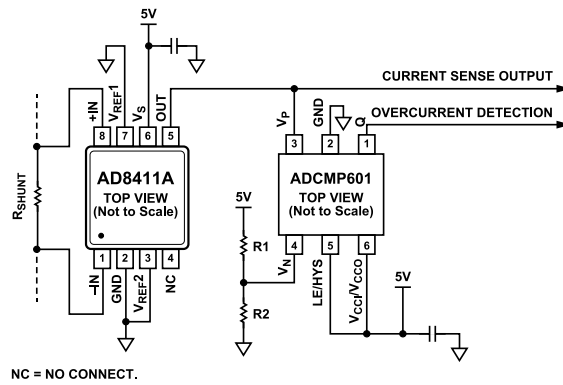 5V
CURRENT SENSE OUTPUT
OVERCURRENT DETECTION
+IN
VREF1
VS
OUT
VP
GND
Q
8
7
6
5
3
2
1
AD8411A
TOP VIEW
(Not to Scale)
ADCMP601
TOP VIEW
(Not to Scale)
RSHUNT
5V
1
2
3
4
4
5
6
–IN
GND
VREF2
NC
R1
VN
LE/HYS
VCCI/VCCO
5V
R2
NC = NO CONNECT.